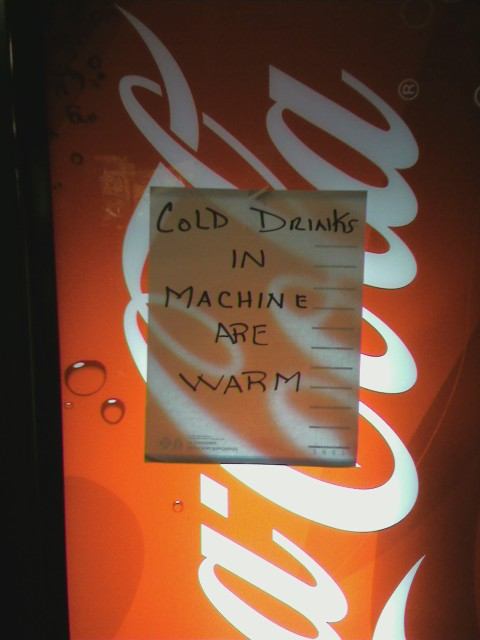 COLD DRINKS
IN
MACHINE
ARE
WARM
Coca-Cola
®